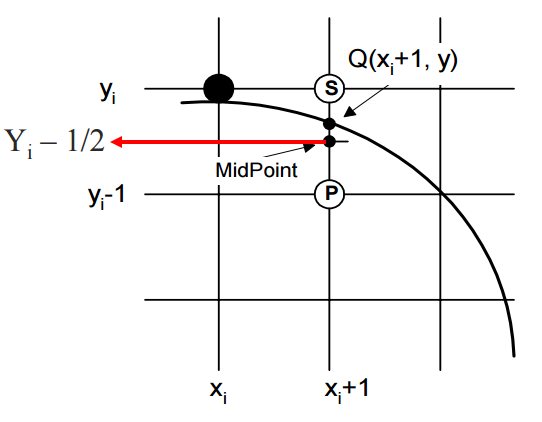 Q(xᵢ+1, y)
yᵢ
S
Yᵢ – 1/2
MidPoint
yᵢ-1
P
xᵢ
xᵢ+1